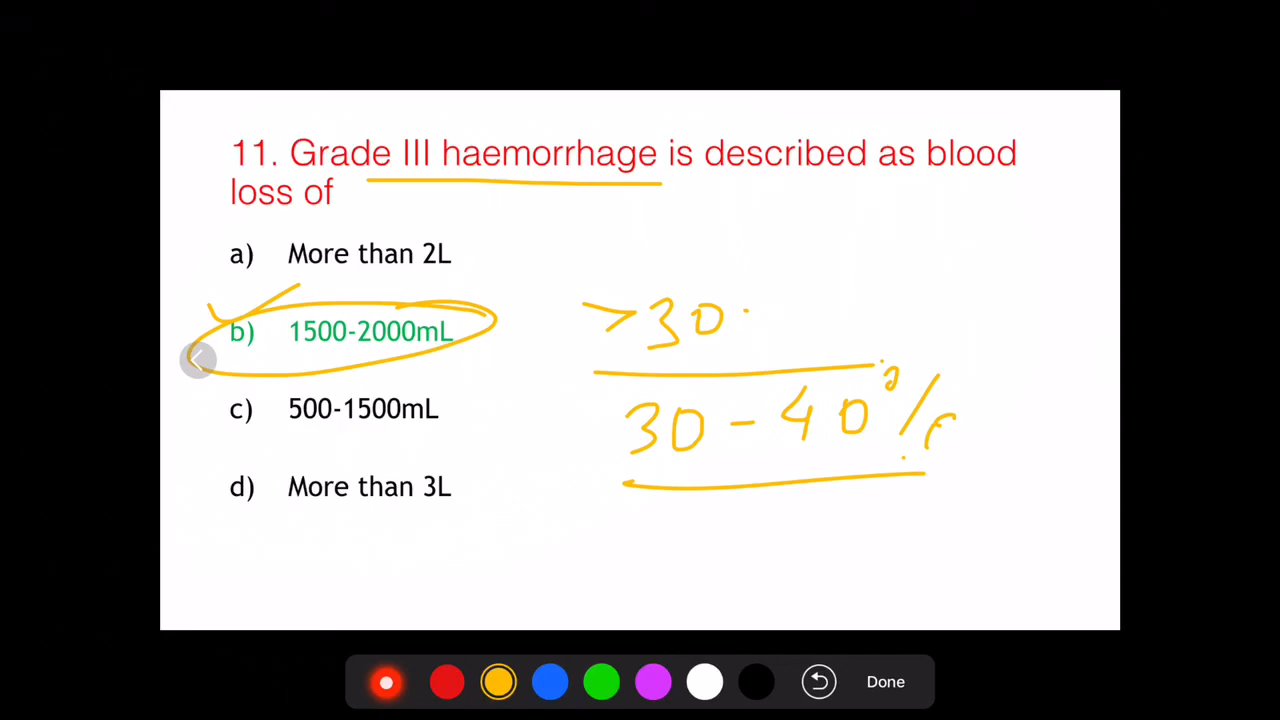 11. Grade III haemorrhage is described as blood
loss of
a) More than 2L
b) 1500-2000mL
>30
c) 500-1500mL
30-40%
d) More than 3L
Done